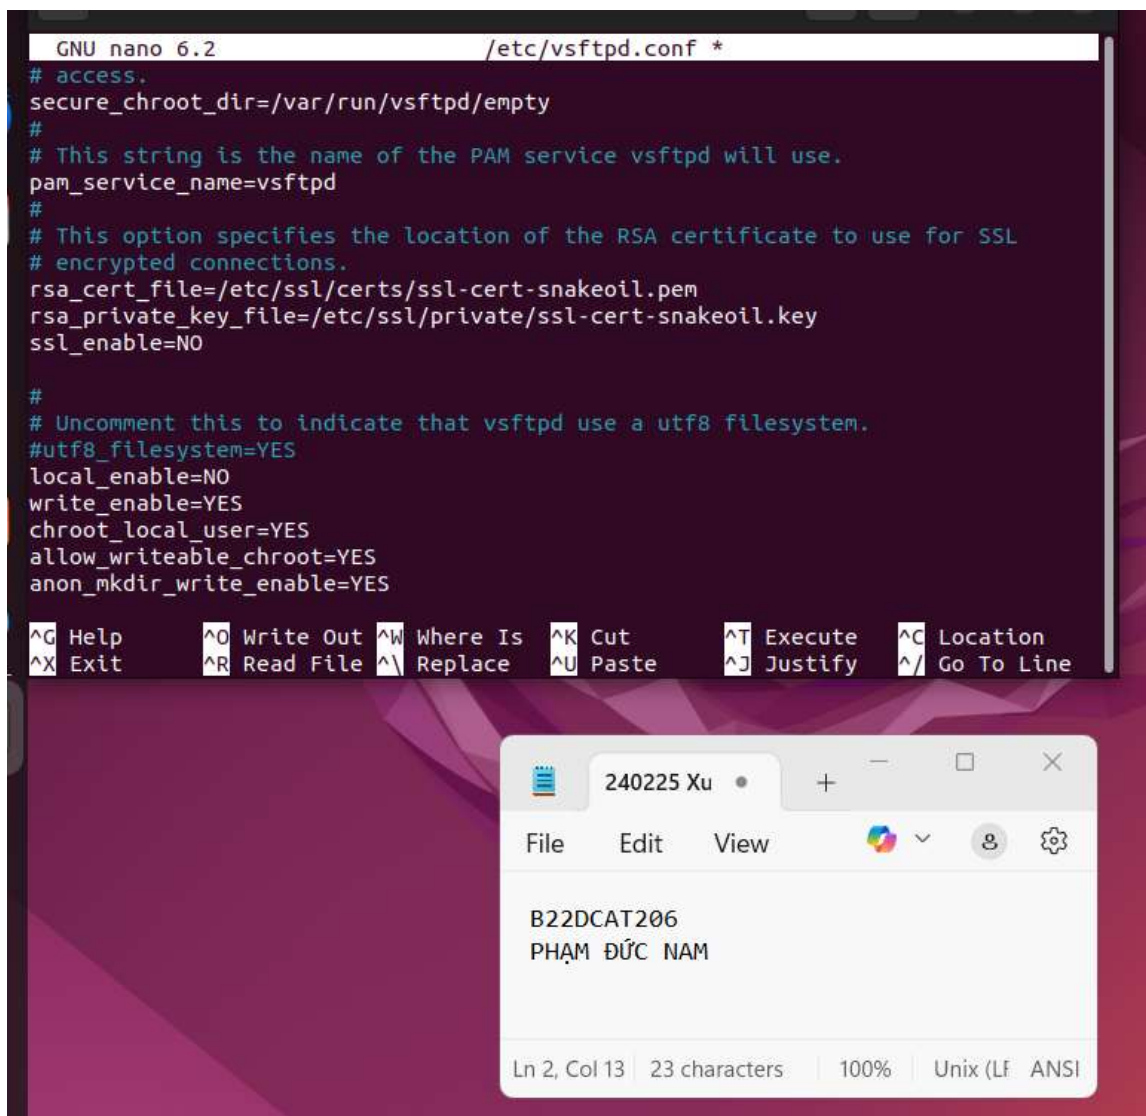 GNU nano 6.2 /etc/vsftpd.conf *
# access.
secure_chroot_dir=/var/run/vsftpd/empty
#
# This string is the name of the PAM service vsftpd will use.
pam_service_name=vsftpd
#
# This option specifies the location of the RSA certificate to use for SSL
# encrypted connections.
rsa_cert_file=/etc/ssl/certs/ssl-cert-snakeoil.pem
rsa_private_key_file=/etc/ssl/private/ssl-cert-snakeoil.key
ssl_enable=NO
#
# Uncomment this to indicate that vsftpd use a utf8 filesystem.
#utf8_filesystem=YES
local_enable=NO
write_enable=YES
chroot_local_user=YES
allow_writeable_chroot=YES
anon_mkdir_write_enable=YES
^G Help ^O Write Out ^W Where Is ^K Cut ^T Execute ^C Location
^X Exit ^R Read File ^\ Replace ^U Paste ^J Justify ^/ Go To Line
240225 Xu
File Edit View
B22DCAT206
PHẠM ĐỨC NAM
Ln 2, Col 13 23 characters 100% Unix (LF ANSI